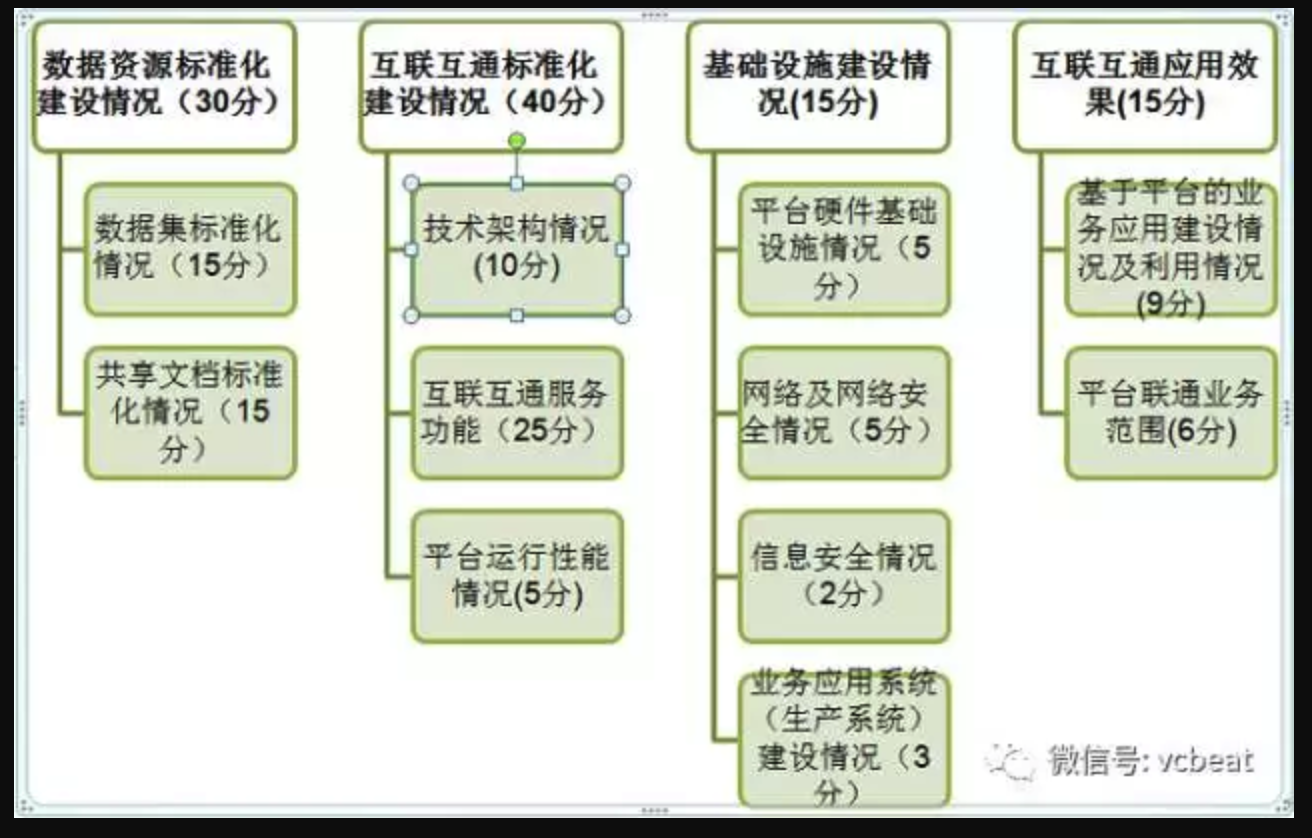 数据资源标准化
建设情况（30分）
数据集标准化
情况（15分）
共享文档标准
化情况（15
分）
互联互通标准化
建设情况（40分）
技术架构情况
(10分)
互联互通服务
功能（25分）
平台运行性能
情况(5分)
基础设施建设情
况(15分)
平台硬件基础
设施情况（5
分）
网络及网络安
全情况（5分）
信息安全情况
（2分）
业务应用系统
（生产系统）
建设情况（3
分）
互联互通应用效
果(15分)
基于平台的业
务应用建设情
况及利用情况
(9分)
平台联通业务
范围(6分)
微信号: vcbeat